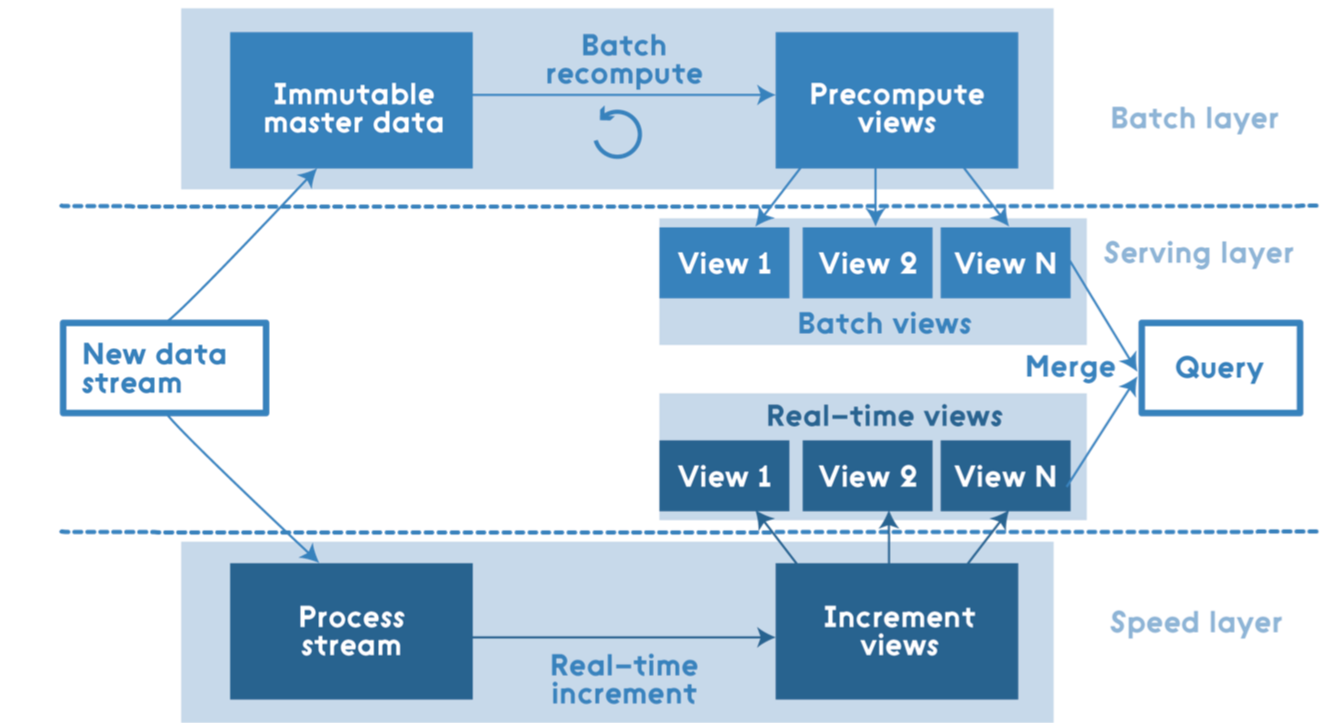 Batch
recompute
Immutable
master data
Precompute
views
Batch layer
View 1
View 2
View N
Serving layer
Batch views
New data
stream
Merge
Query
Real-time views
View 1
View 2
View N
Process
stream
Real-time
increment
Increment
views
Speed layer